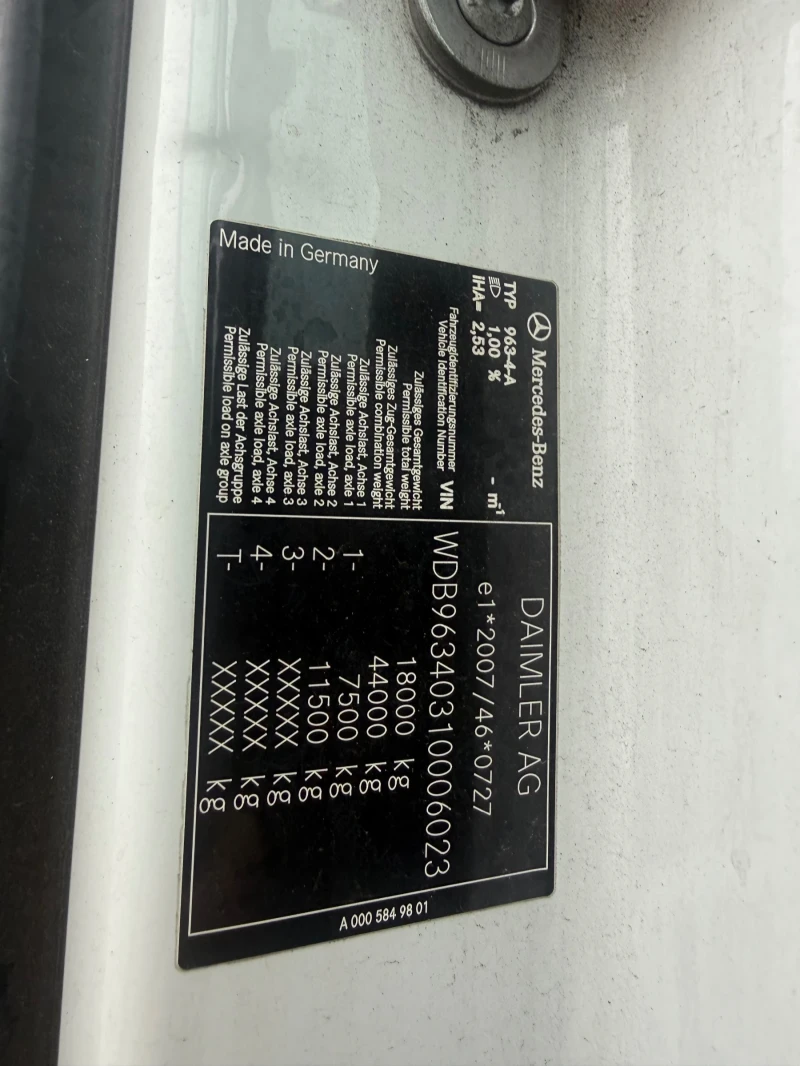 Mercedes-Benz
DAIMLER AG
TYP 963-4-A
1,00 % - m⁻¹
e1*2007/46*0727
IHA= 2,53
Fahrzeugidentifizierungsnummer
Vehicle Identification Number VIN WDB96340310006023
Zulässiges Gesamtgewicht
Permissible total weight 18000 kg
Zulässiges Zug-Gesamtgewicht
Permissible combination weight 44000 kg
Zulässige Achslast, Achse 1
Permissible axle load, axle 1 1- 7500 kg
Zulässige Achslast, Achse 2
Permissible axle load, axle 2 2- 11500 kg
Zulässige Achslast, Achse 3
Permissible axle load, axle 3 3- XXXXX kg
Zulässige Achslast, Achse 4
Permissible axle load, axle 4 4- XXXXX kg
Zulässige Last der Achsgruppe
Permissible load on axle group T- XXXXX kg
Made in Germany
A 000 584 98 01